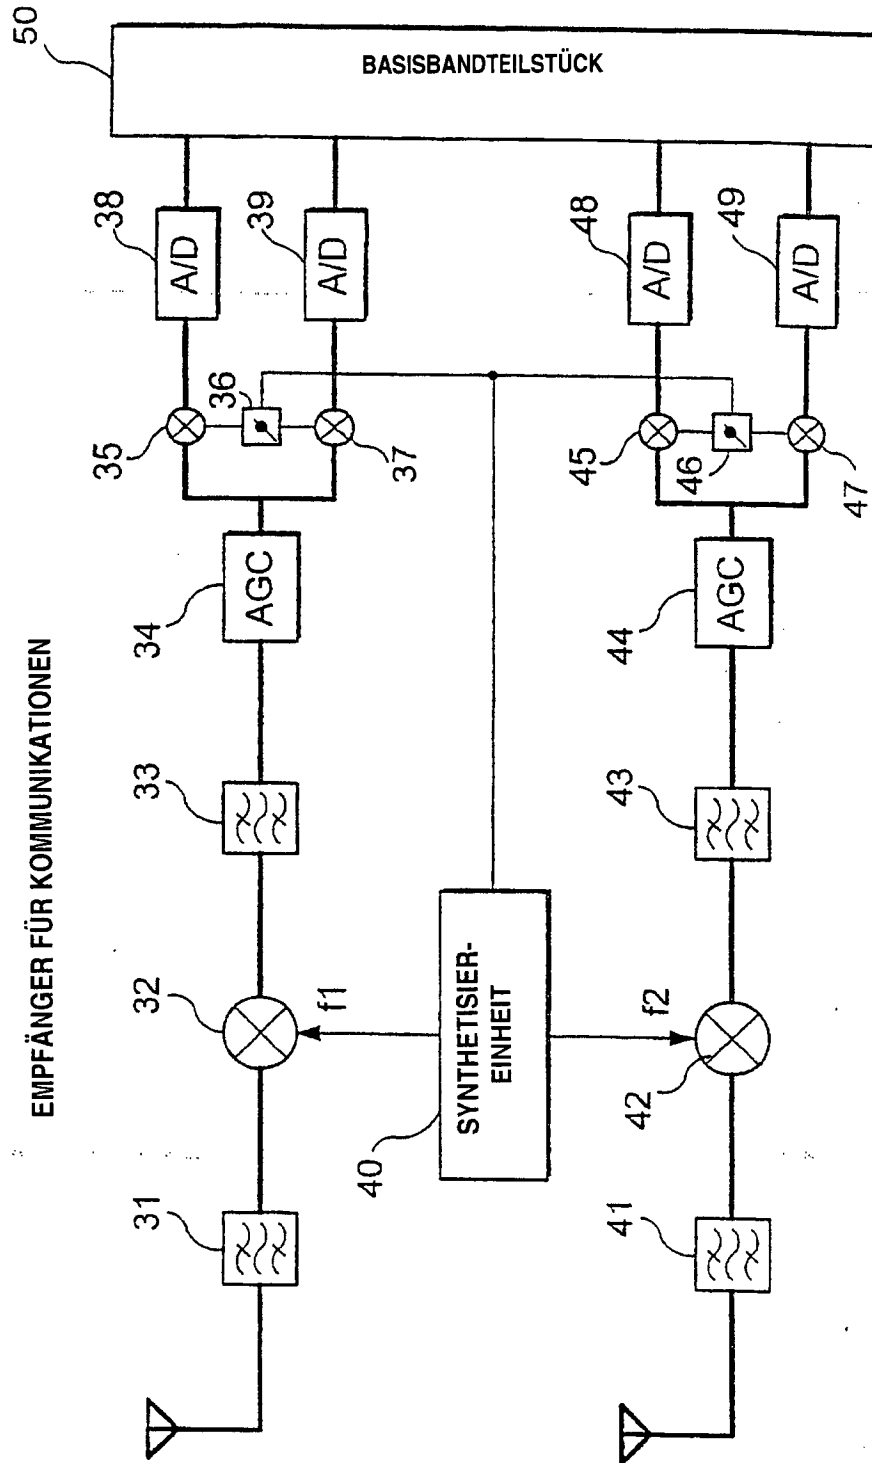 EMPFÄNGER FÜR KOMMUNIKATIONEN
31
32
f1
33
34
AGC
35
36
37
38
A/D
39
A/D
50
BASISBANDTEILSTÜCK
40
SYNTHETISIER-
EINHEIT
41
42
f2
43
44
AGC
45
46
47
48
A/D
49
A/D